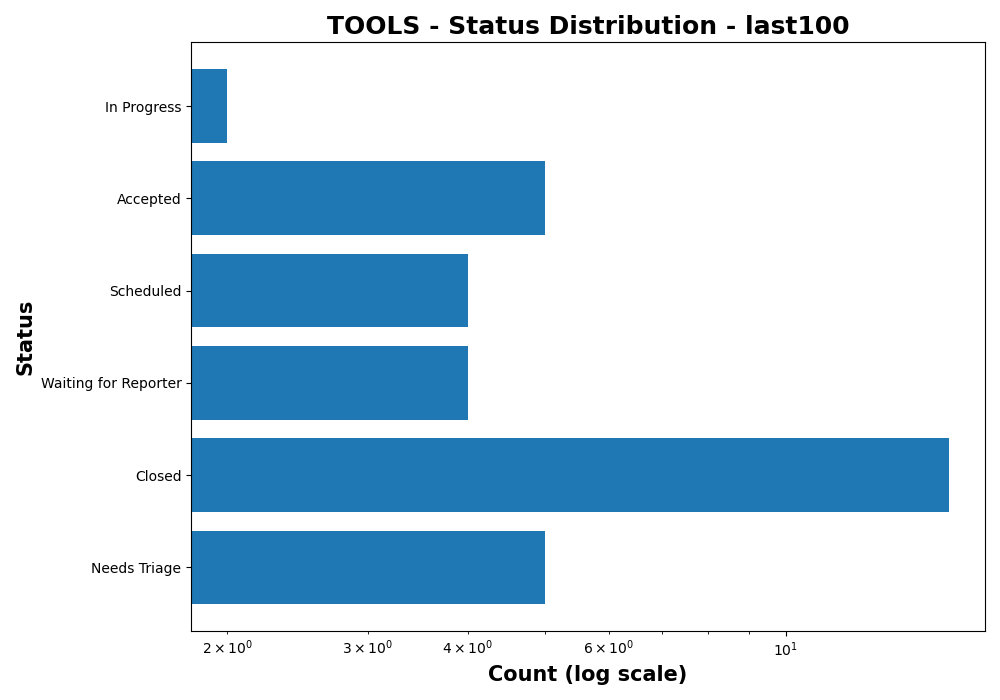 TOOLS - Status Distribution - last100
In Progress
Accepted
Scheduled
Waiting for Reporter
Closed
Needs Triage
Status
2 × 10⁰ 3 × 10⁰ 4 × 10⁰ 6 × 10⁰ 10¹
Count (log scale)